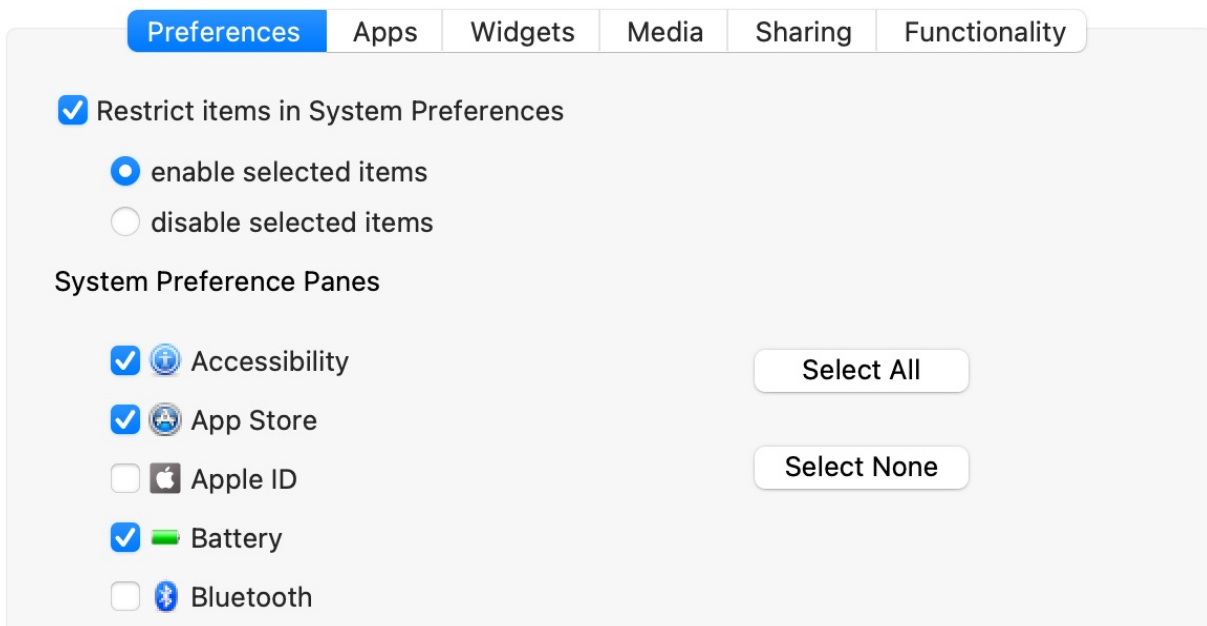 Preferences Apps Widgets Media Sharing Functionality
Restrict items in System Preferences
enable selected items
disable selected items
System Preference Panes
Accessibility
Select All
App Store
Select None
Apple ID
Battery
Bluetooth